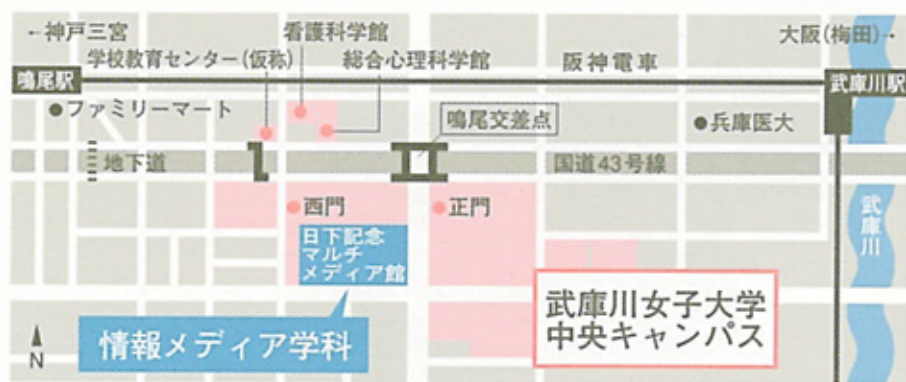 ←神戸三宮
看護科学館
大阪(梅田)→
学校教育センター(仮称)
総合心理科学館
阪神電車
鳴尾駅
武庫川駅
●ファミリーマート
鳴尾交差点
●兵庫医大
地下道
国道43号線
西門
正門
武庫川
日下記念
マルチ
メディア館
武庫川女子大学
中央キャンパス
情報メディア学科
N